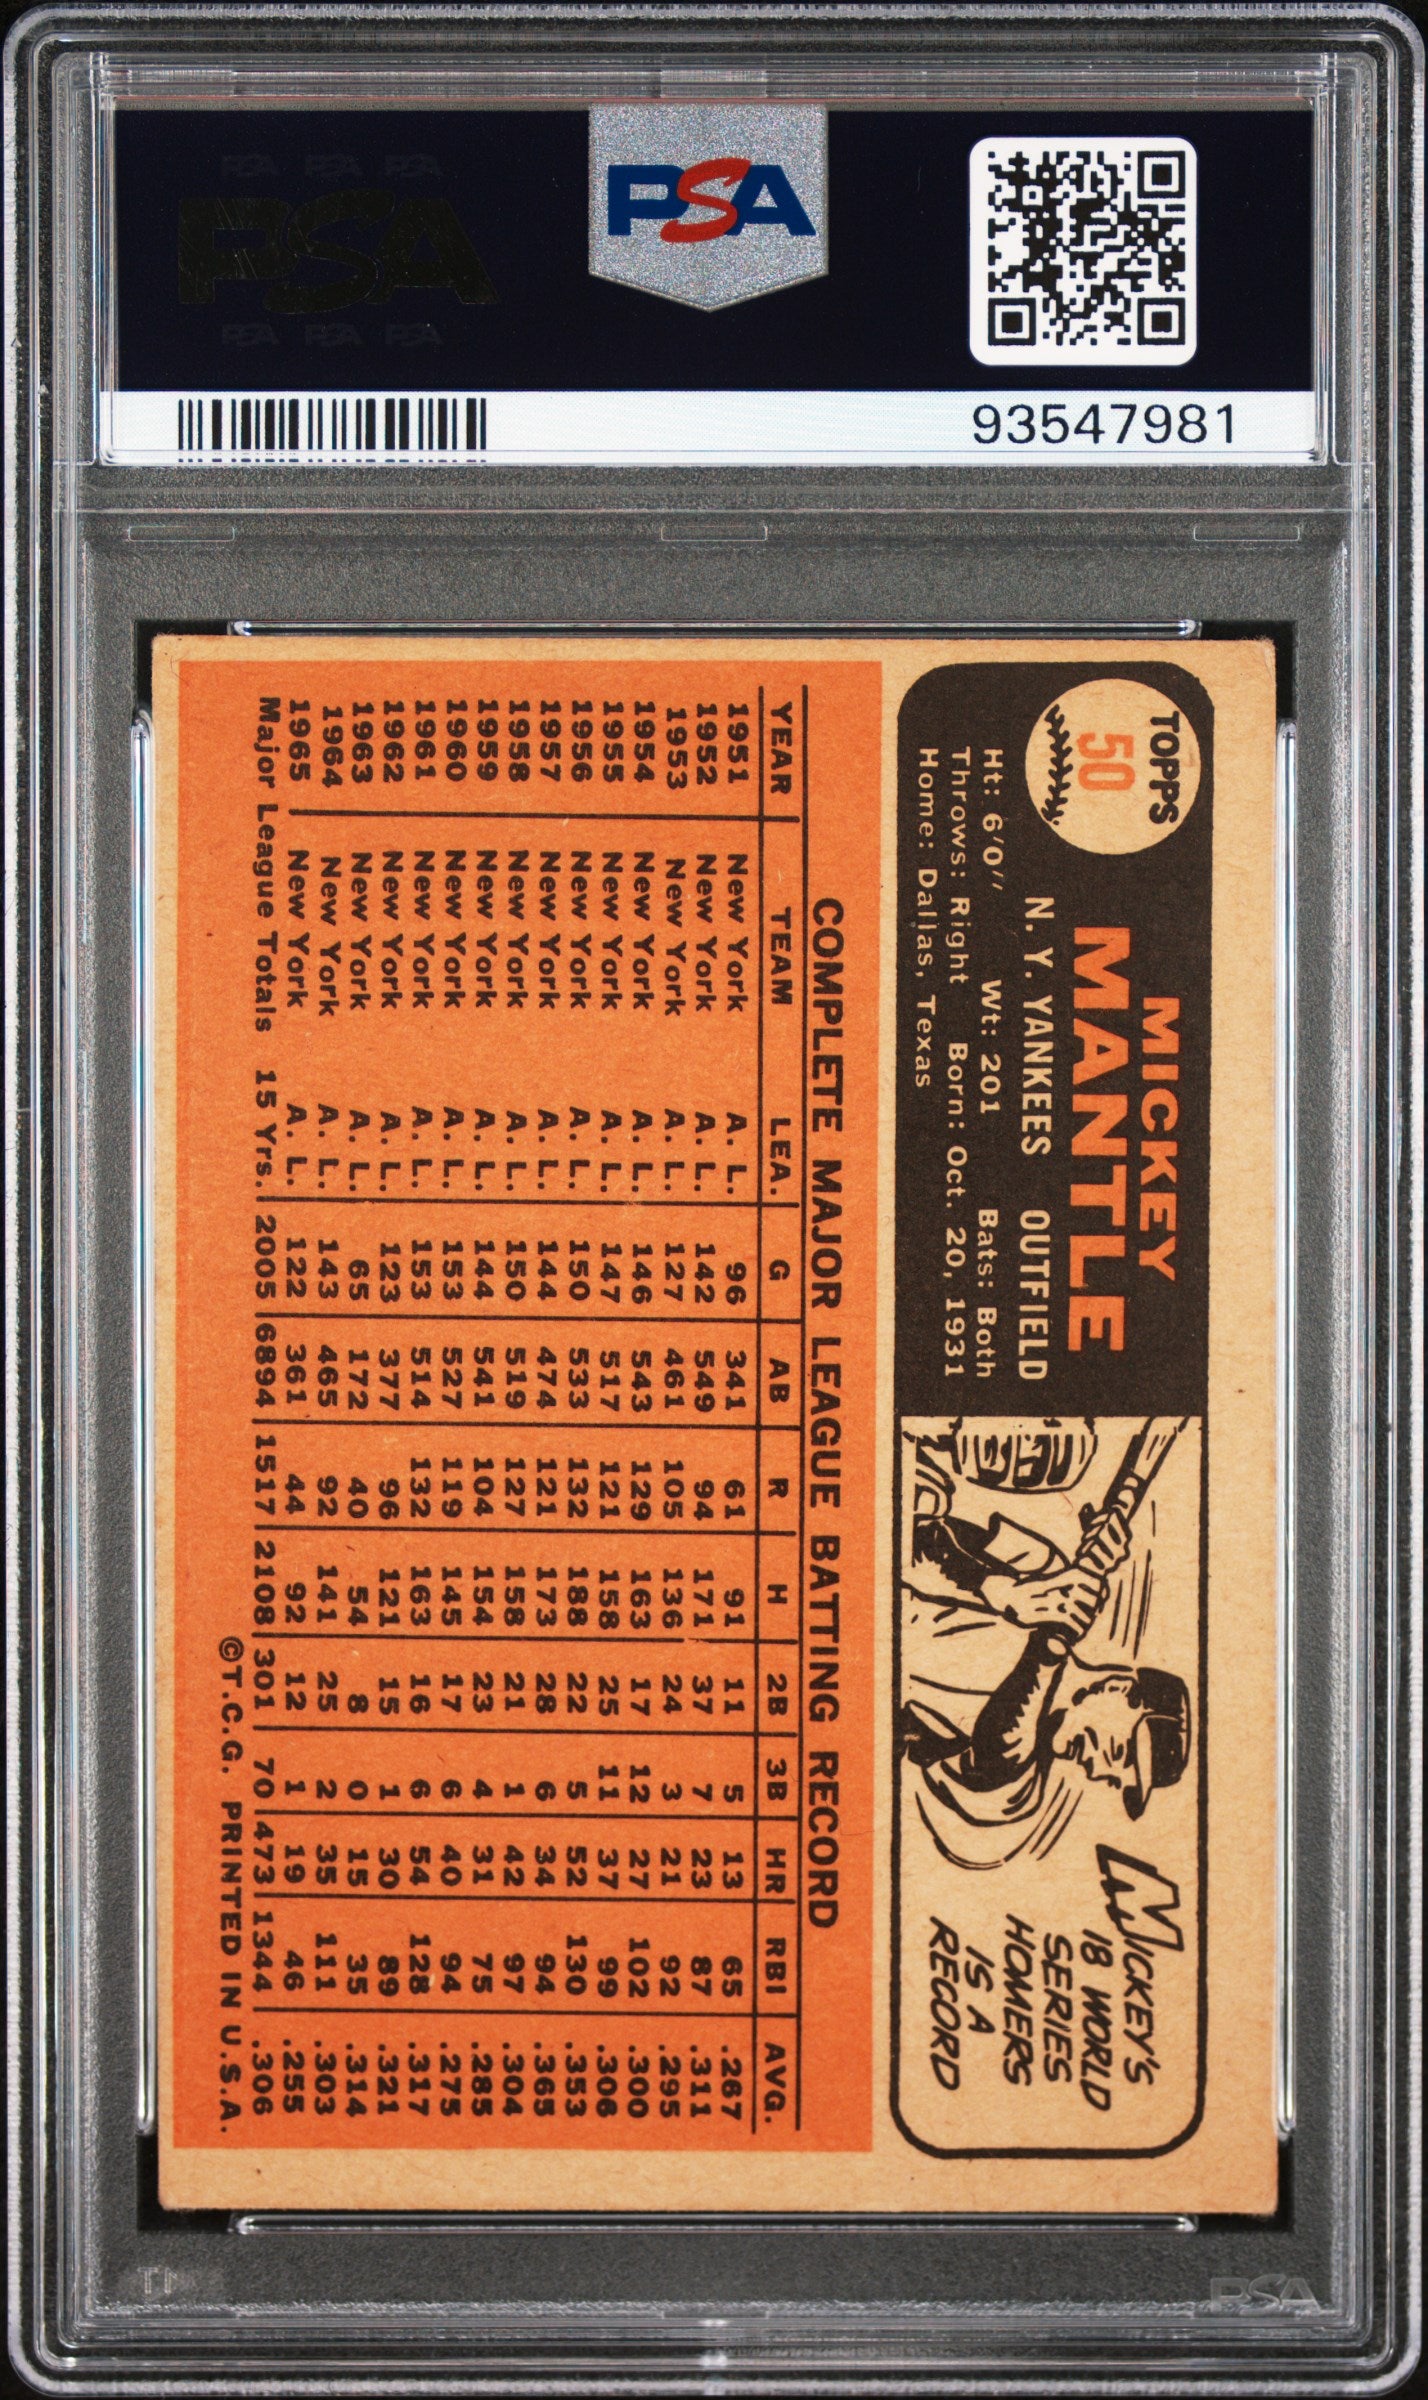 PSA PSA PSA
PSA
PSA PSA PSA
PSA
93547981
TOPPS
50
MICKEY
MANTLE
N. Y. YANKEES OUTFIELD
Ht: 6'0" Wt: 201 Bats: Both
Throws: Right Born: Oct. 20, 1931
Home: Dallas, Texas
MICKEY'S
18 WORLD
SERIES
HOMERS
IS A
RECORD
COMPLETE MAJOR LEAGUE BATTING RECORD
YEAR TEAM LEA. G AB R H 2B 3B HR RBI AVG.
1951 New York A. L. 96 341 61 91 11 5 13 65 .267
1952 New York A. L. 142 549 94 171 37 7 23 87 .311
1953 New York A. L. 127 461 105 136 24 3 21 92 .295
1954 New York A. L. 146 543 129 163 17 12 27 102 .300
1955 New York A. L. 147 517 121 158 25 11 37 99 .306
1956 New York A. L. 150 533 132 188 22 5 52 130 .353
1957 New York A. L. 144 474 121 173 28 6 34 94 .365
1958 New York A. L. 150 519 127 158 21 1 42 97 .304
1959 New York A. L. 144 541 104 154 23 4 31 75 .285
1960 New York A. L. 153 527 119 145 17 6 40 94 .275
1961 New York A. L. 153 514 132 163 16 6 54 128 .317
1962 New York A. L. 123 377 96 121 15 1 30 89 .321
1963 New York A. L. 65 172 40 54 8 0 15 35 .314
1964 New York A. L. 143 465 92 141 25 2 35 111 .303
1965 New York A. L. 122 361 44 92 12 1 19 46 .255
Major League Totals 15 Yrs. 2005 6894 1517 2108 301 70 473 1344 .306
©T.C.G. PRINTED IN U.S.A.
PSA